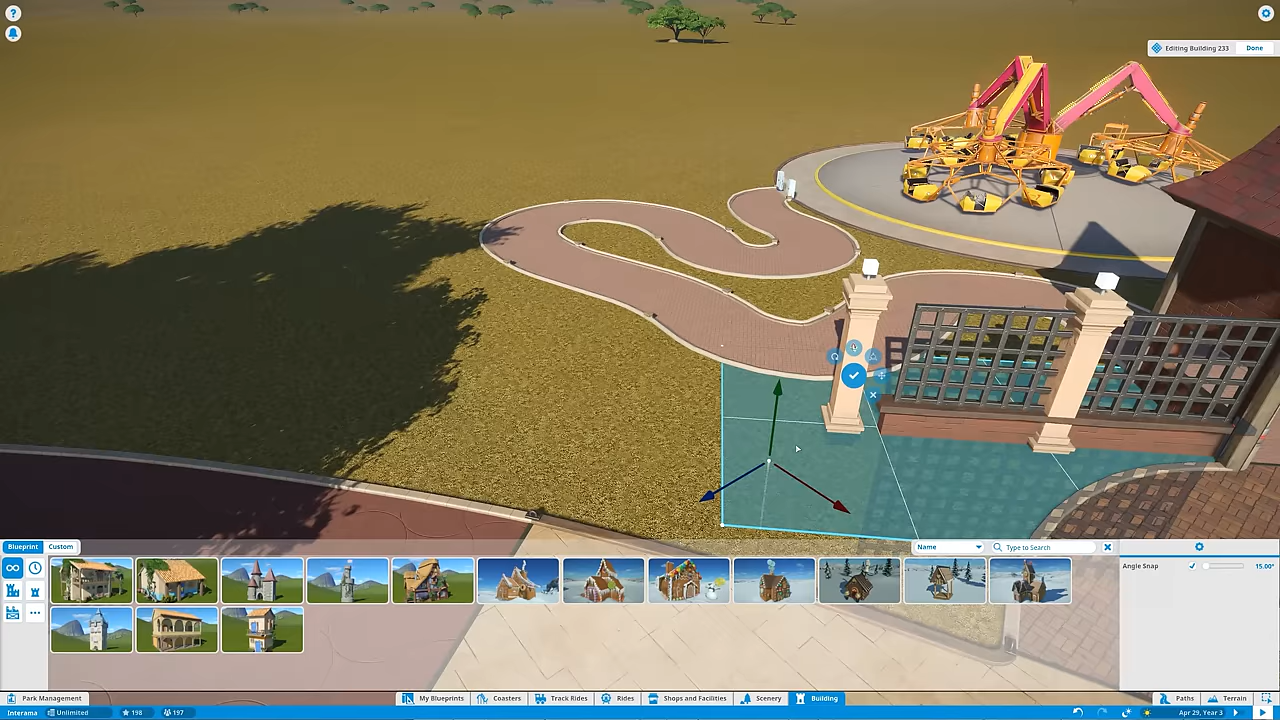 ?
Editing Building 233 Done
Blueprint Custom
Name Type to Search
Angle Snap 15.00°
Park Management My Blueprints Coasters Track Rides Rides Shops and Facilities Scenery Building Paths Terrain
Interama Unlimited 198 197 Apr 29, Year 3